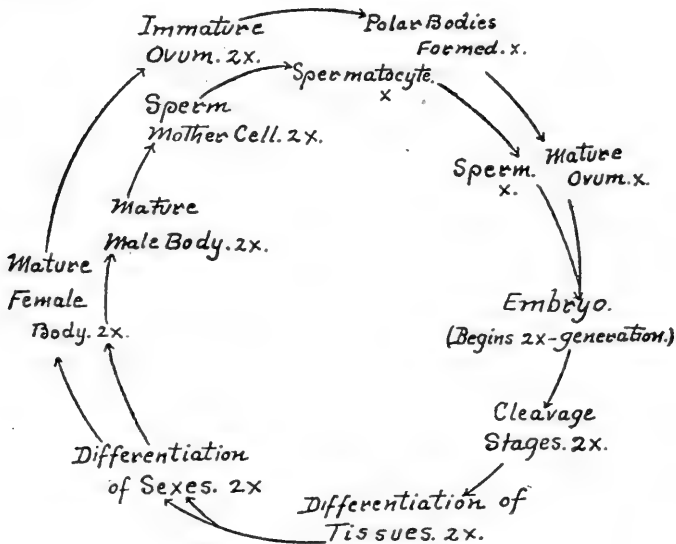 Immature
Ovum. 2x.
Polar Bodies
Formed. x.
Spermatocyte.
x
Sperm
Mother Cell. 2x.
Sperm.
x.
Mature
Ovum. x.
Mature
Male Body. 2x.
Mature
Female
Body. 2x.
Embryo.
(Begins 2x-generation.)
Cleavage
Stages. 2x.
Differentiation of
Tissues. 2x.
Differentiation
of Sexes. 2x